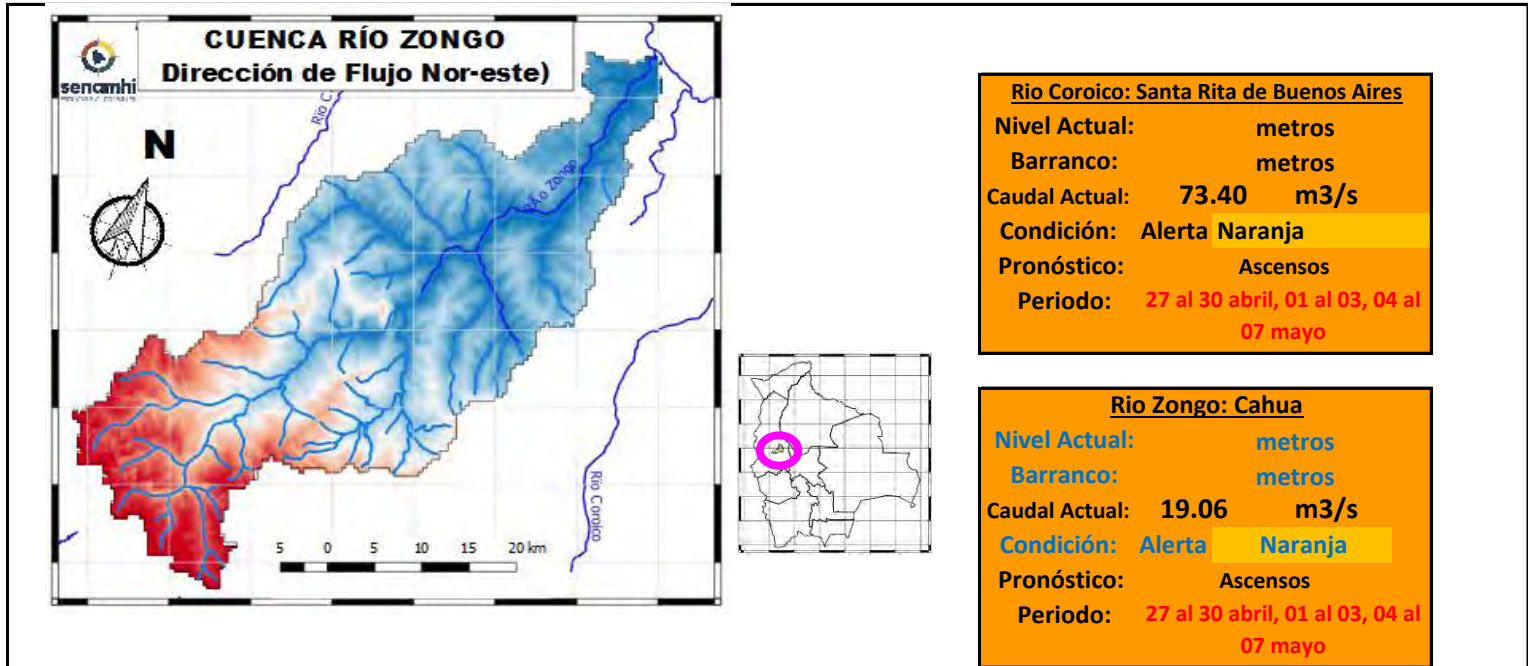 CUENCA RÍO ZONGO
Dirección de Flujo Nor-este)
senamhi
N
Río C
RÃ­o Zongo
Río Coroico
5 0 5 10 15 20 km
Rio Coroico: Santa Rita de Buenos Aires
Nivel Actual: metros
Barranco: metros
Caudal Actual: 73.40 m3/s
Condición: Alerta Naranja
Pronóstico: Ascensos
Periodo: 27 al 30 abril, 01 al 03, 04 al
07 mayo
Rio Zongo: Cahua
Nivel Actual: metros
Barranco: metros
Caudal Actual: 19.06 m3/s
Condición: Alerta Naranja
Pronóstico: Ascensos
Periodo: 27 al 30 abril, 01 al 03, 04 al
07 mayo